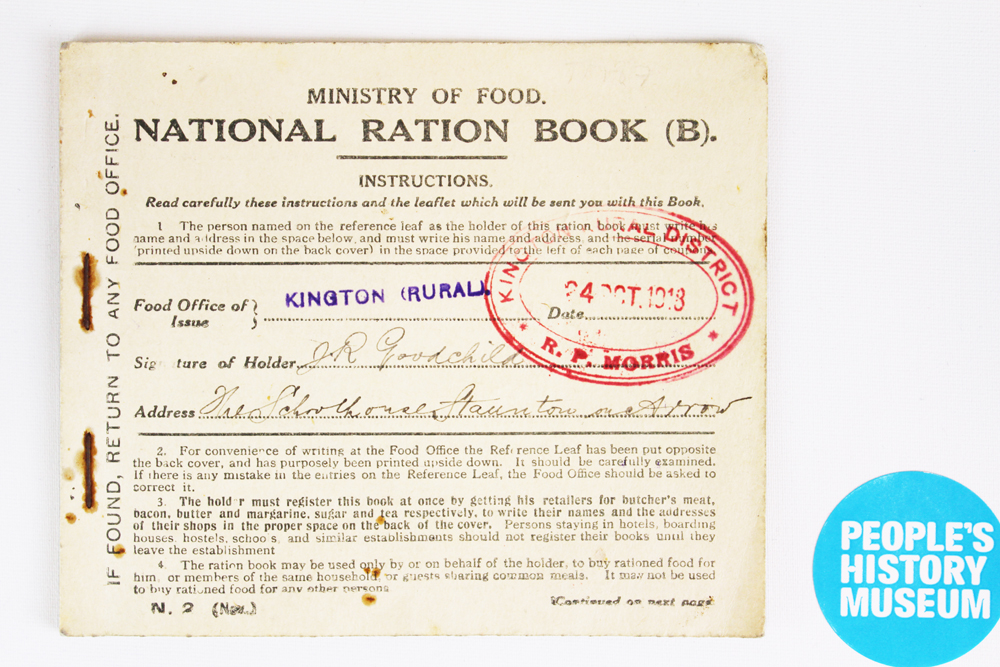 MINISTRY OF FOOD.
NATIONAL RATION BOOK (B).
INSTRUCTIONS.
Read carefully these instructions and the leaflet which will be sent you with this Book.
1 The person named on the reference leaf as the holder of this ration book must write his
name and address in the space below, and must write his name and address, and the serial number
(printed upside down on the back cover) in the space provided to the left of each page of
Food Office of } KINGTON (RURAL).
Issue
Date
KING RURAL DISTRICT
24 OCT. 1918
* R. P. MORRIS *
Signature of Holder J R Goodchild
Address The Schoolhouse Staunton on Arrow
2. For convenience of writing at the Food Office the Reference Leaf has been put opposite
the back cover, and has purposely been printed upside down. It should be carefully examined.
If there is any mistake in the entries on the Reference Leaf, the Food Office should be asked to
correct it.
3. The holder must register this book at once by getting his retailers for butcher's meat,
bacon, butter and margarine, sugar and tea respectively, to write their names and the addresses
of their shops in the proper space on the back of the cover. Persons staying in hotels, boarding
houses, hostels, schools, and similar establishments should not register their books until they
leave the establishment
4. The ration book may be used only by or on behalf of the holder, to buy rationed food for
him, or members of the same household, or guests sharing common meals. It may not be used
to buy rationed food for any other persons
N. 2 (Nov.)
(Continued on next page
IF FOUND, RETURN TO ANY FOOD OFFICE.
PEOPLE'S
HISTORY
MUSEUM